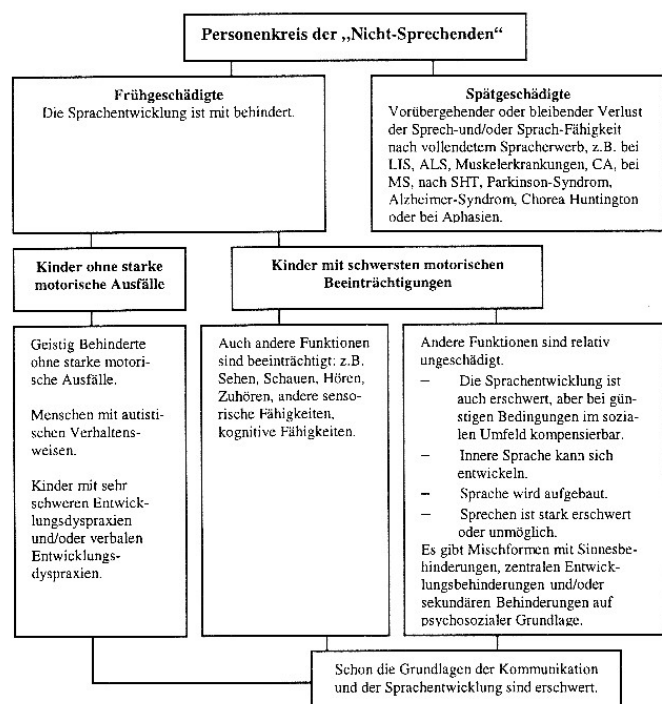 Personenkreis der „Nicht-Sprechenden“
Frühgeschädigte
Die Sprachentwicklung ist mit behindert.
Spätgeschädigte
Vorübergehender oder bleibender Verlust
der Sprech-und/oder Sprach-Fähigkeit
nach vollendetem Spracherwerb, z.B. bei
LIS, ALS, Muskelerkrankungen, CA, bei
MS, nach SHT, Parkinson-Syndrom,
Alzheimer-Syndrom, Chorea Huntington
oder bei Aphasien.
Kinder ohne starke
motorische Ausfälle
Kinder mit schwersten motorischen
Beeinträchtigungen
Geistig Behinderte
ohne starke motori-
sche Ausfälle.
Menschen mit autisti-
schen Verhaltens-
weisen.
Kinder mit sehr
schweren Entwick-
lungsdyspraxien
und/oder verbalen
Entwicklungs-
dyspraxien.
Auch andere Funktionen
sind beeinträchtigt: z.B.
Sehen, Schauen, Hören,
Zuhören, andere senso-
rische Fähigkeiten,
kognitive Fähigkeiten.
Andere Funktionen sind relativ
ungeschädigt.
– Die Sprachentwicklung ist
auch erschwert, aber bei gün-
stigen Bedingungen im sozia-
len Umfeld kompensierbar.
– Innere Sprache kann sich
entwickeln.
– Sprache wird aufgebaut.
– Sprechen ist stark erschwert
oder unmöglich.
Es gibt Mischformen mit Sinnesbe-
hinderungen, zentralen Entwick-
lungsbehinderungen und/oder
sekundären Behinderungen auf
psychosozialer Grundlage.
Schon die Grundlagen der Kommunikation
und der Sprachentwicklung sind erschwert.